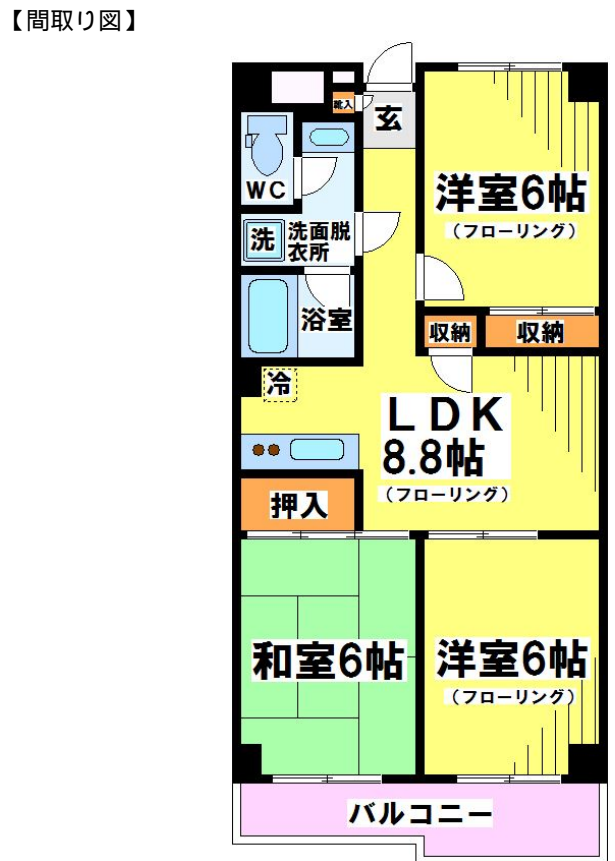 【間取り図】
靴入
玄
洋室6帖
（フローリング）
WC
洗
洗面脱
衣所
浴室
収納
収納
冷
LDK
8.8帖
（フローリング）
押入
和室6帖
洋室6帖
（フローリング）
バルコニー